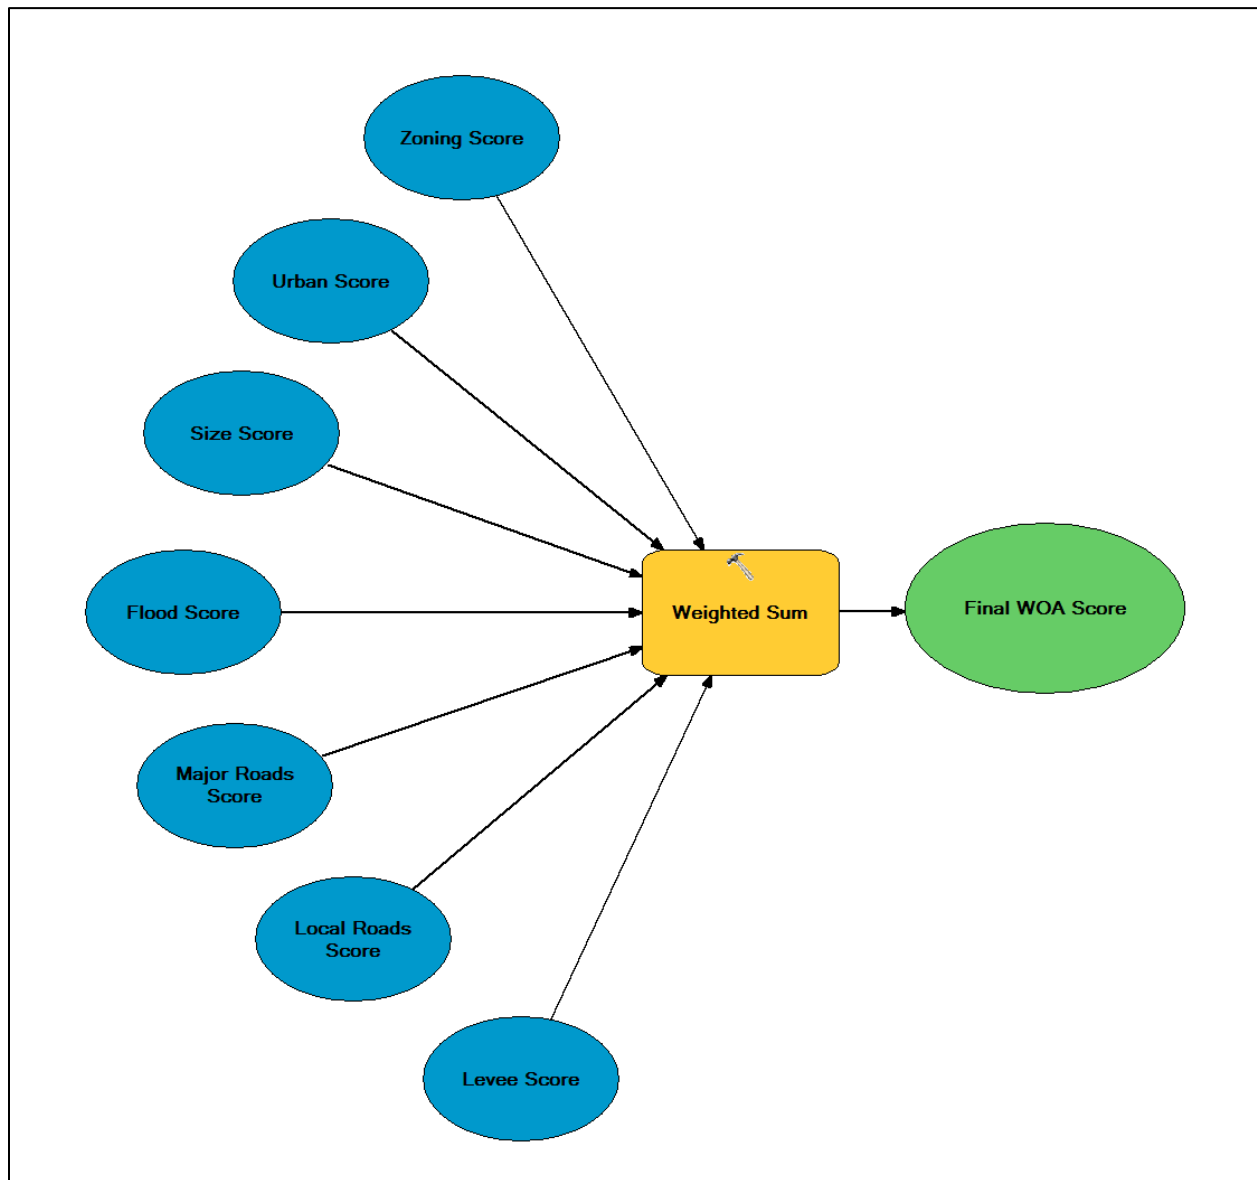 Zoning Score
Urban Score
Size Score
Flood Score
Weighted Sum
Final WOA Score
Major Roads
Score
Local Roads
Score
Levee Score